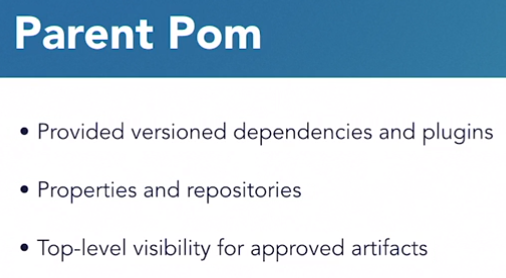 Parent Pom
• Provided versioned dependencies and plugins
• Properties and repositories
• Top-level visibility for approved artifacts